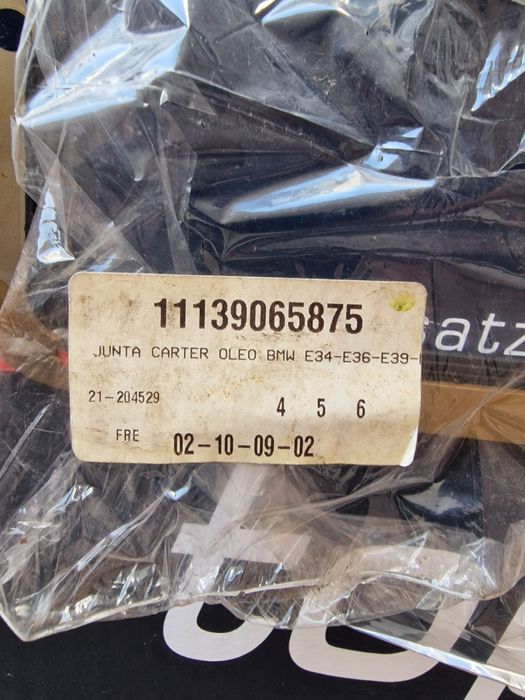 11139065875
JUNTA CARTER OLEO BMW E34-E36-E39-
atz
21-204529
4 5 6
FRE
02-10-09-02